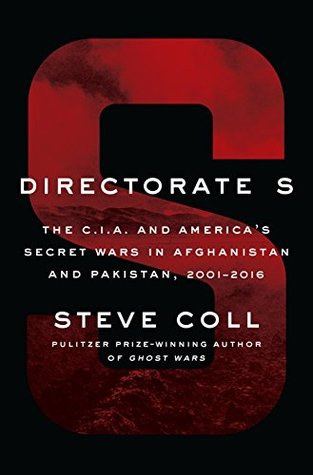 S
DIRECTORATE S
THE C.I.A. AND AMERICA'S
SECRET WARS IN AFGHANISTAN
AND PAKISTAN, 2001–2016
STEVE COLL
PULITZER PRIZE–WINNING AUTHOR
OF GHOST WARS